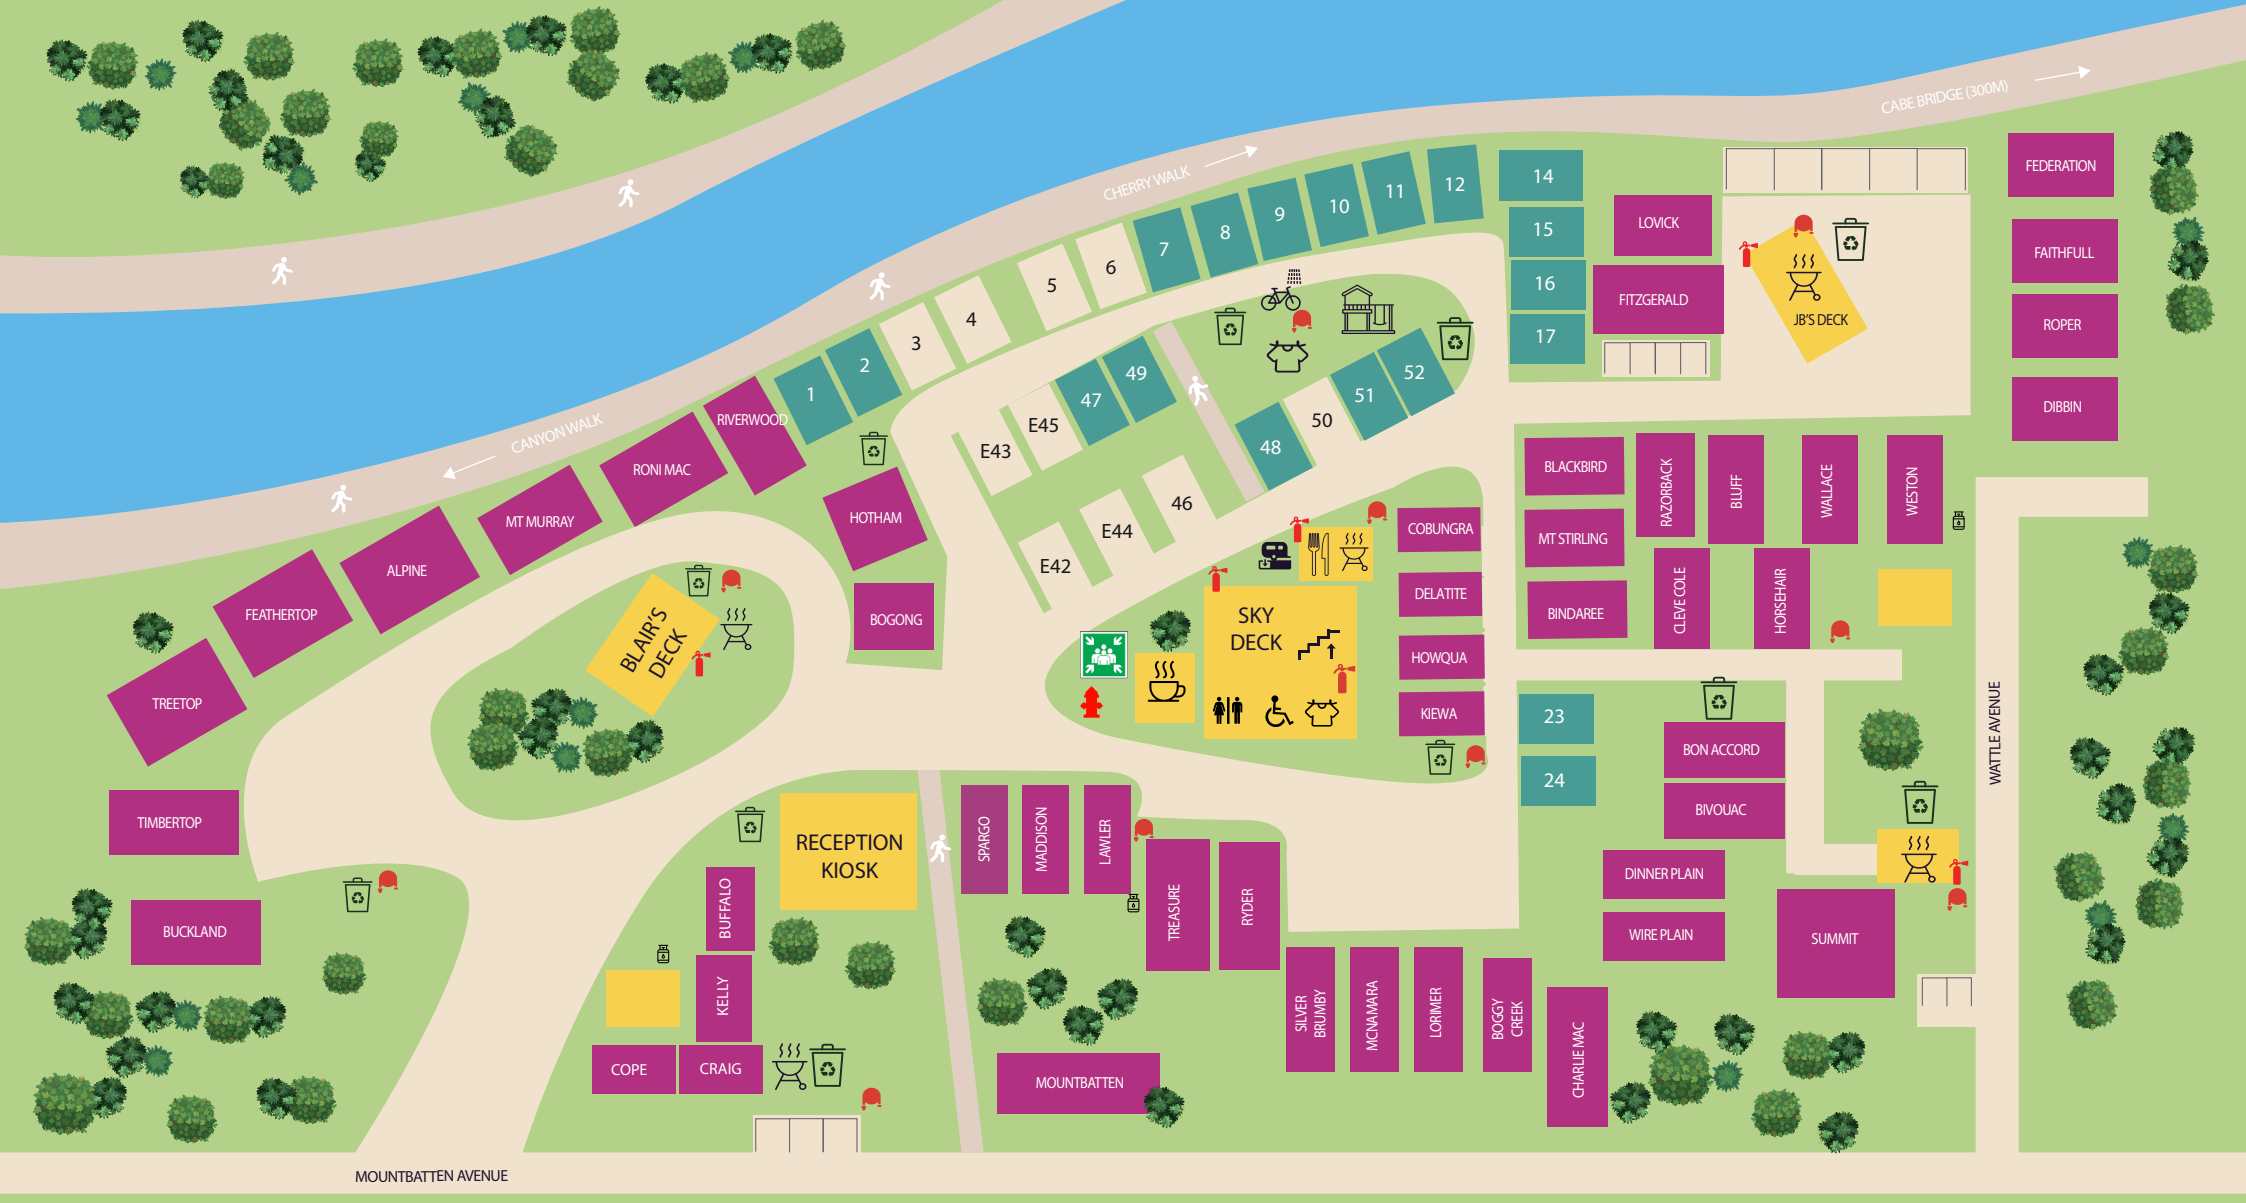 CABE BRIDGE (300M)
CHERRY WALK
CANYON WALK
FEDERATION
FAITHFULL
ROPER
DIBBIN
14
15
16
17
LOVICK
FITZGERALD
JB'S DECK
12
11
10
9
8
7
6
5
4
3
2
1
RIVERWOOD
RONI MAC
MT MURRAY
ALPINE
FEATHERTOP
TREETOP
TIMBERTOP
BUCKLAND
HOTHAM
BOGONG
BLAIR'S
DECK
E43
E45
47
49
48
50
51
52
E42
E44
46
COBUNGRA
DELATITE
HOWQUA
KIEWA
SKY
DECK
BLACKBIRD
MT STIRLING
BINDAREE
RAZORBACK
BLUFF
WALLACE
WESTON
CLEVE COLE
HORSEHAIR
23
24
BON ACCORD
BIVOUAC
DINNER PLAIN
WIRE PLAIN
SUMMIT
WATTLE AVENUE
RECEPTION
KIOSK
SPARGO
MADDISON
LAWLER
TREASURE
RYDER
BUFFALO
KELLY
COPE
CRAIG
SILVER
BRUMBY
MCNAMARA
LORIMER
BOGGY
CREEK
CHARLIE MAC
MOUNTBATTEN
MOUNTBATTEN AVENUE